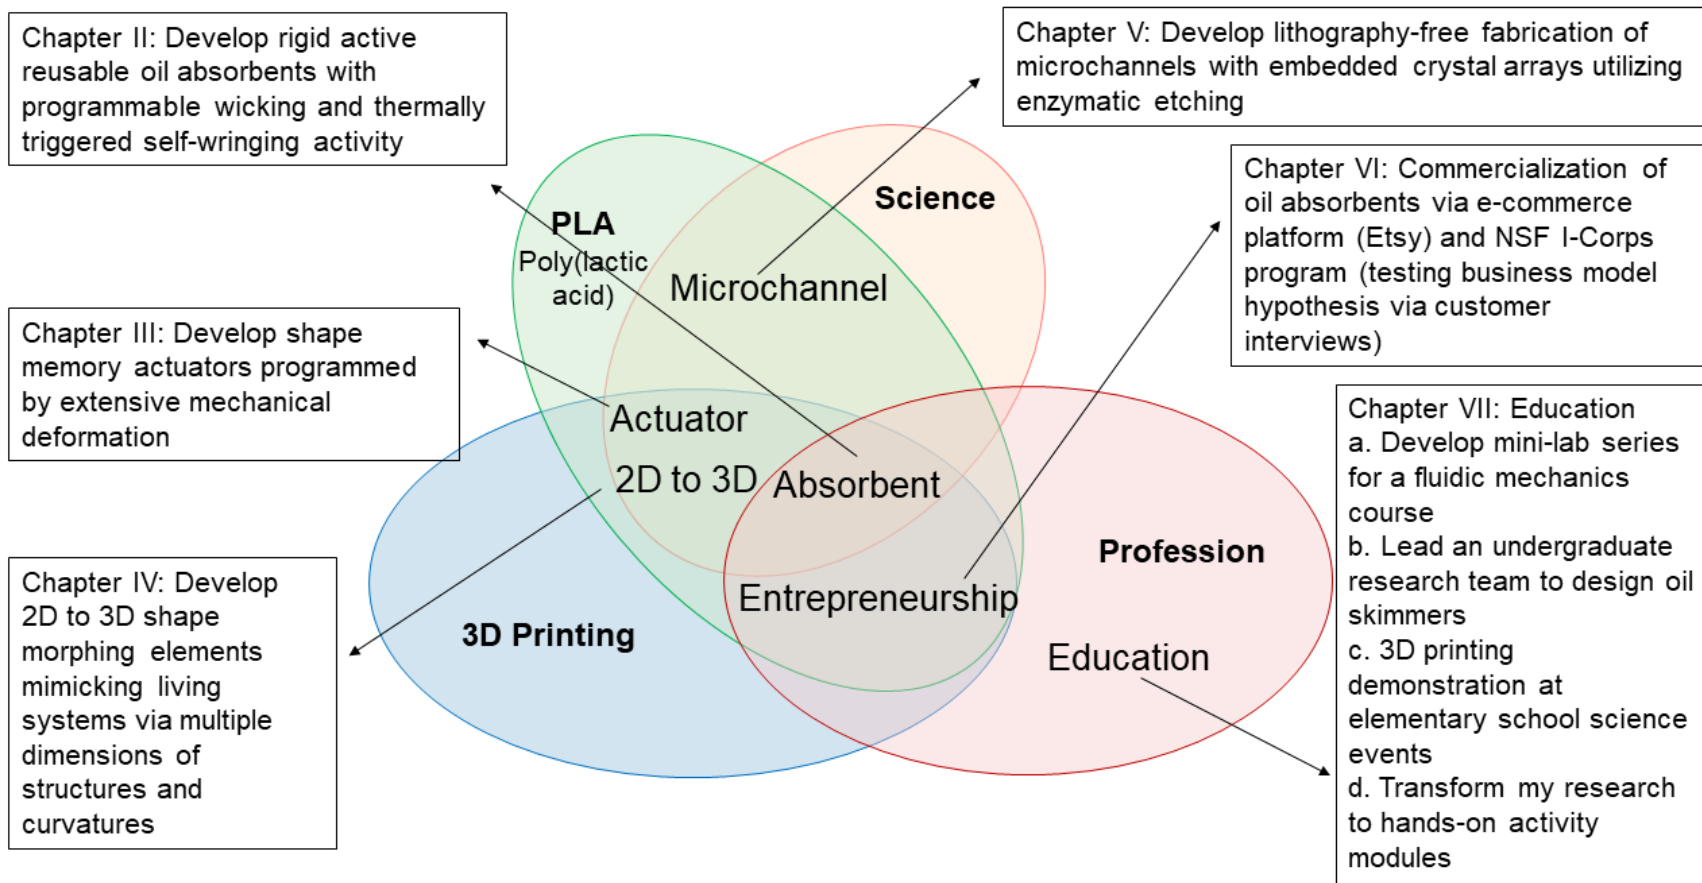 Chapter II: Develop rigid active
reusable oil absorbents with
programmable wicking and thermally
triggered self-wringing activity
Chapter V: Develop lithography-free fabrication of
microchannels with embedded crystal arrays utilizing
enzymatic etching
Chapter VI: Commercialization of
oil absorbents via e-commerce
platform (Etsy) and NSF I-Corps
program (testing business model
hypothesis via customer
interviews)
Science
PLA
Poly(lactic
acid)
Microchannel
Chapter III: Develop shape
memory actuators programmed
by extensive mechanical
deformation
Actuator
2D to 3D
Absorbent
Chapter VII: Education
a. Develop mini-lab series
for a fluidic mechanics
course
b. Lead an undergraduate
research team to design oil
skimmers
c. 3D printing
demonstration at
elementary school science
events
d. Transform my research
to hands-on activity
modules
Profession
Chapter IV: Develop
2D to 3D shape
morphing elements
mimicking living
systems via multiple
dimensions of
structures and
curvatures
Entrepreneurship
3D Printing
Education